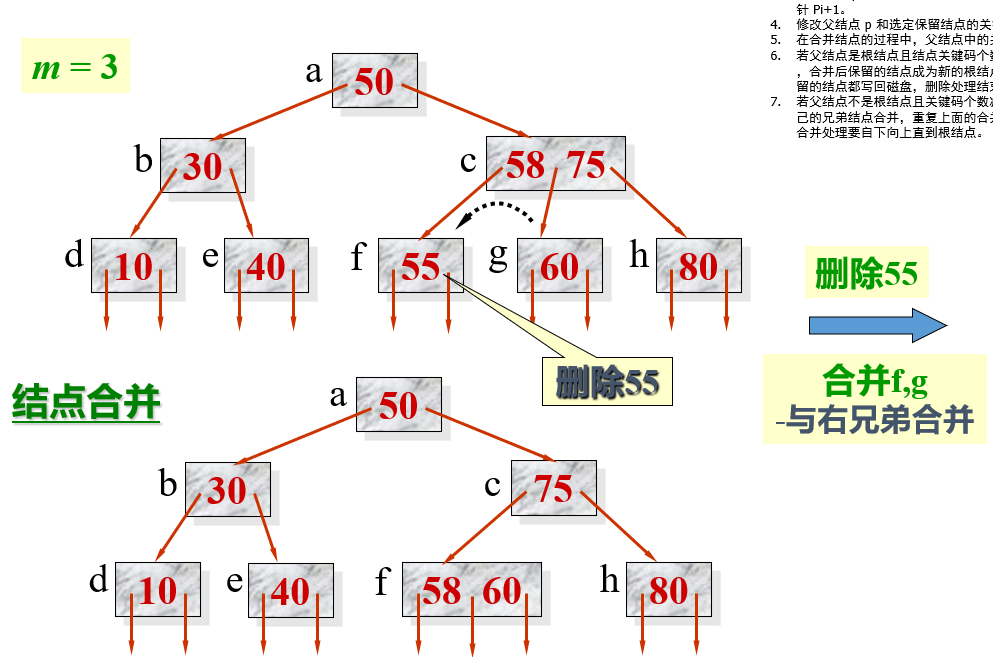 针 Pi+1。
4. 修改父结点 p 和选定保留结点的关
5. 在合并结点的过程中，父结点中的
6. 若父结点是根结点且结点关键码个
，合并后保留的结点成为新的根结
留的结点都写回磁盘，删除处理结
7. 若父结点不是根结点且关键码个数
己的兄弟结点合并，重复上面的合
合并处理要自下向上直到根结点。
m = 3
a
50
b
30
c
58 75
d
10
e
40
f
55
g
60
h
80
删除55
删除55
合并f,g
-与右兄弟合并
结点合并
a
50
b
30
c
75
d
10
e
40
f
58 60
h
80